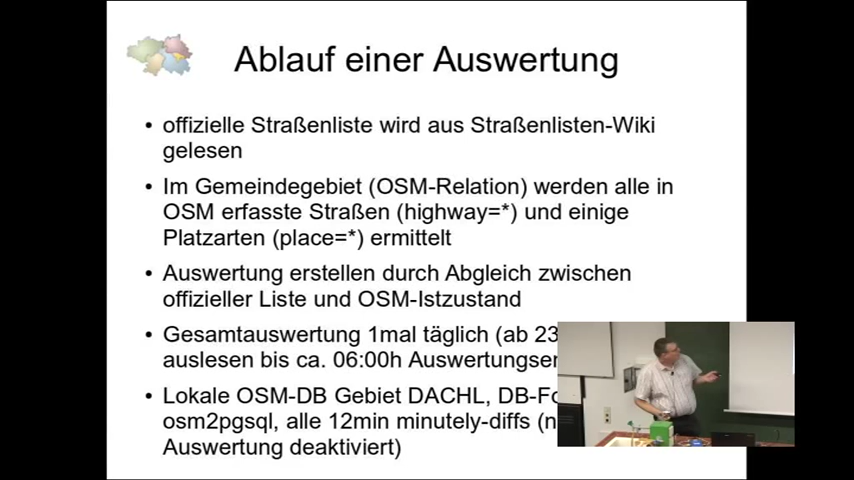 Ablauf einer Auswertung
• offizielle Straßenliste wird aus Straßenlisten-Wiki
gelesen
• Im Gemeindegebiet (OSM-Relation) werden alle in
OSM erfasste Straßen (highway=*) und einige
Platzarten (place=*) ermittelt
• Auswertung erstellen durch Abgleich zwischen
offizieller Liste und OSM-Istzustand
• Gesamtauswertung 1mal täglich (ab 23
auslesen bis ca. 06:00h
• Lokale OSM-DB Gebiet DACHL,
osm2pgsql, alle 12min minutely-diffs
Auswertung deaktiviert)